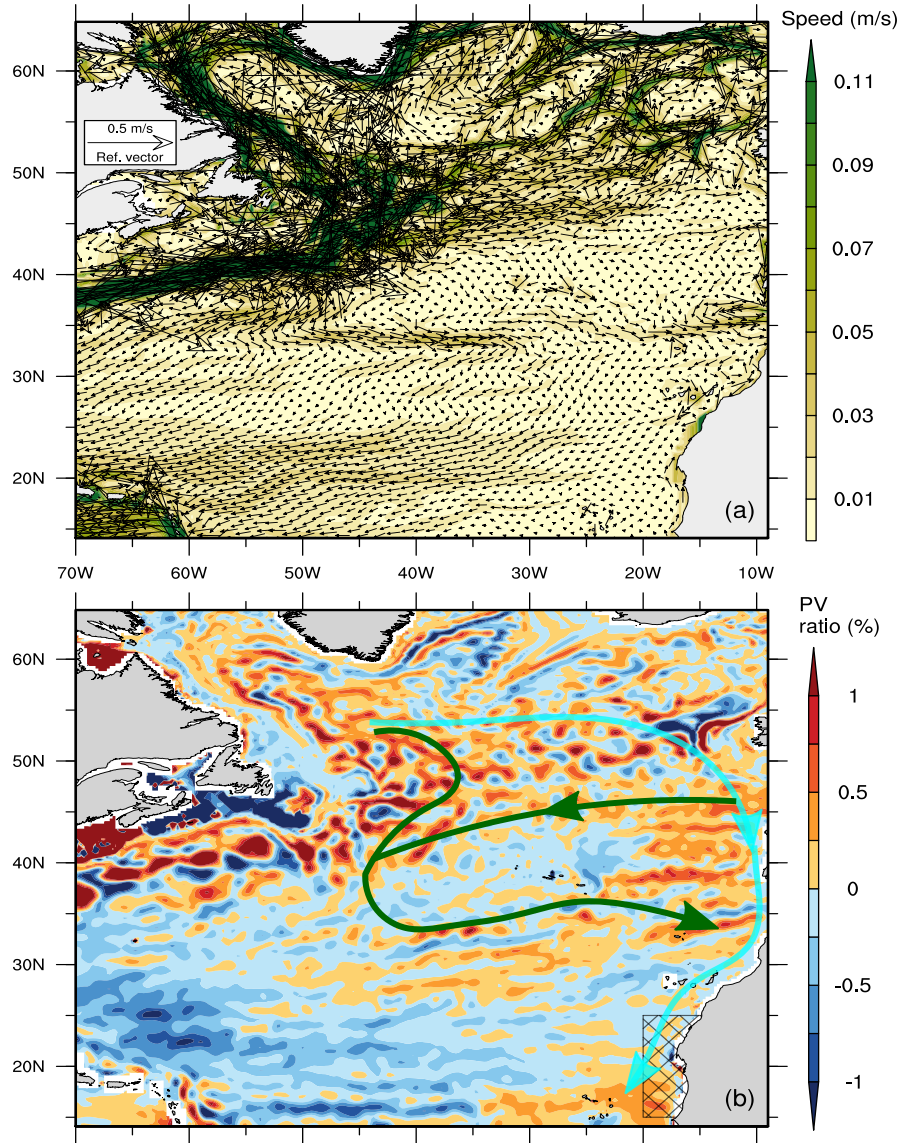 Speed (m/s)
60N
0.11
0.5 m/s
Ref. vector
50N
0.09
0.07
40N
0.05
30N
0.03
20N
0.01
(a)
70W 60W 50W 40W 30W 20W 10W
PV
ratio (%)
60N
1
50N
0.5
40N
0
30N
-0.5
20N
-1
(b)